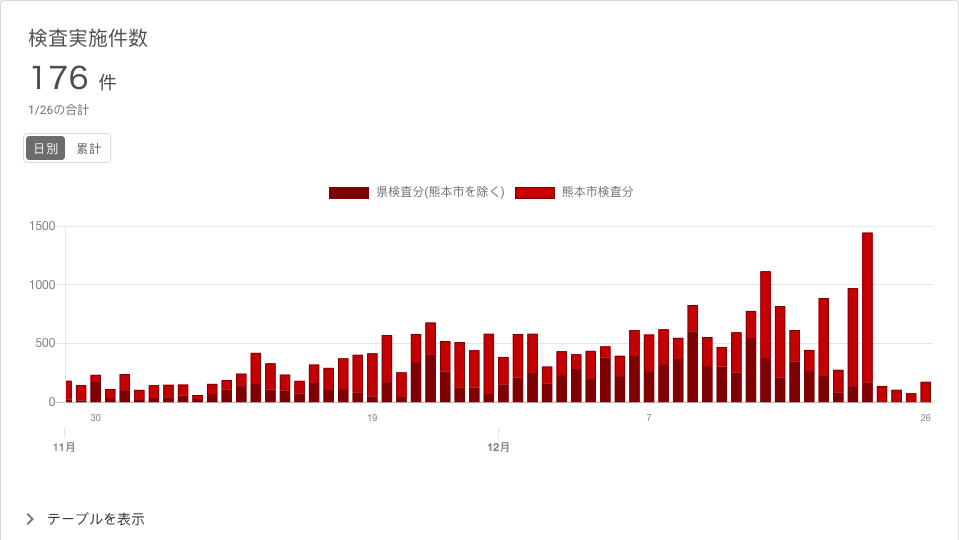 検査実施件数
176 件
1/26の合計
日別 累計
県検査分(熊本市を除く) 熊本市検査分
1500
1000
500
0
30 19 7 26
11月 12月
テーブルを表示